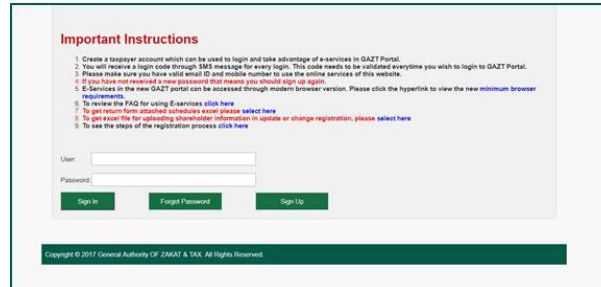 Important Instructions
1. Create a taxpayer account which can be used to login and take advantage of e-services in GAZT Portal.
2. You will receive a login code through SMS message for every login. This code needs to be validated everytime you wish to login to GAZT Portal.
3. Please make sure you have valid email ID and mobile number to use the online services of this website.
4. If you have not received a new password that means you should sign up again.
5. E-Services in the new GAZT portal can be accessed through modern browser version. Please click the hyperlink to view the new minimum browser
requirements.
6. To review the FAQ for using E-services click here
7. To get return form attached schedules excel please select here
8. To get excel file for uploading shareholder information in update or change registration, please select here
9. To see the steps of the registration process click here
User:
Password:
Sign In Forgot Password Sign Up
Copyright © 2017 General Authority OF ZAKAT & TAX. All Rights Reserved.